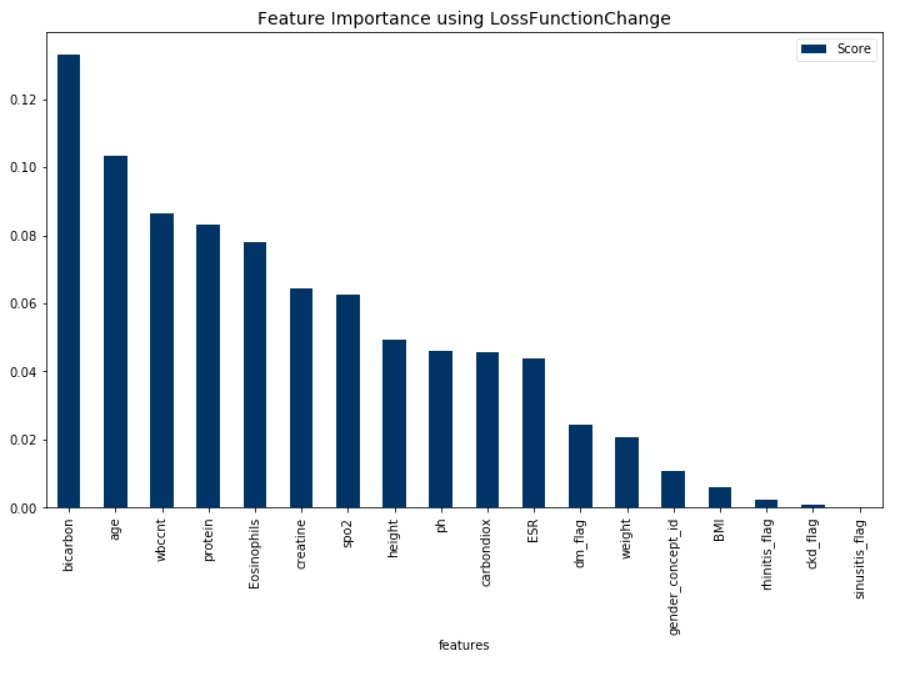 Feature Importance using LossFunctionChange
Score
0.12
0.10
0.08
0.06
0.04
0.02
0.00
bicarbon
age
wbccnt
protein
Eosinophils
creatine
spo2
height
ph
carbondiox
ESR
dm_flag
weight
gender_concept_id
BMI
rhinitis_flag
ckd_flag
sinusitis_flag
features